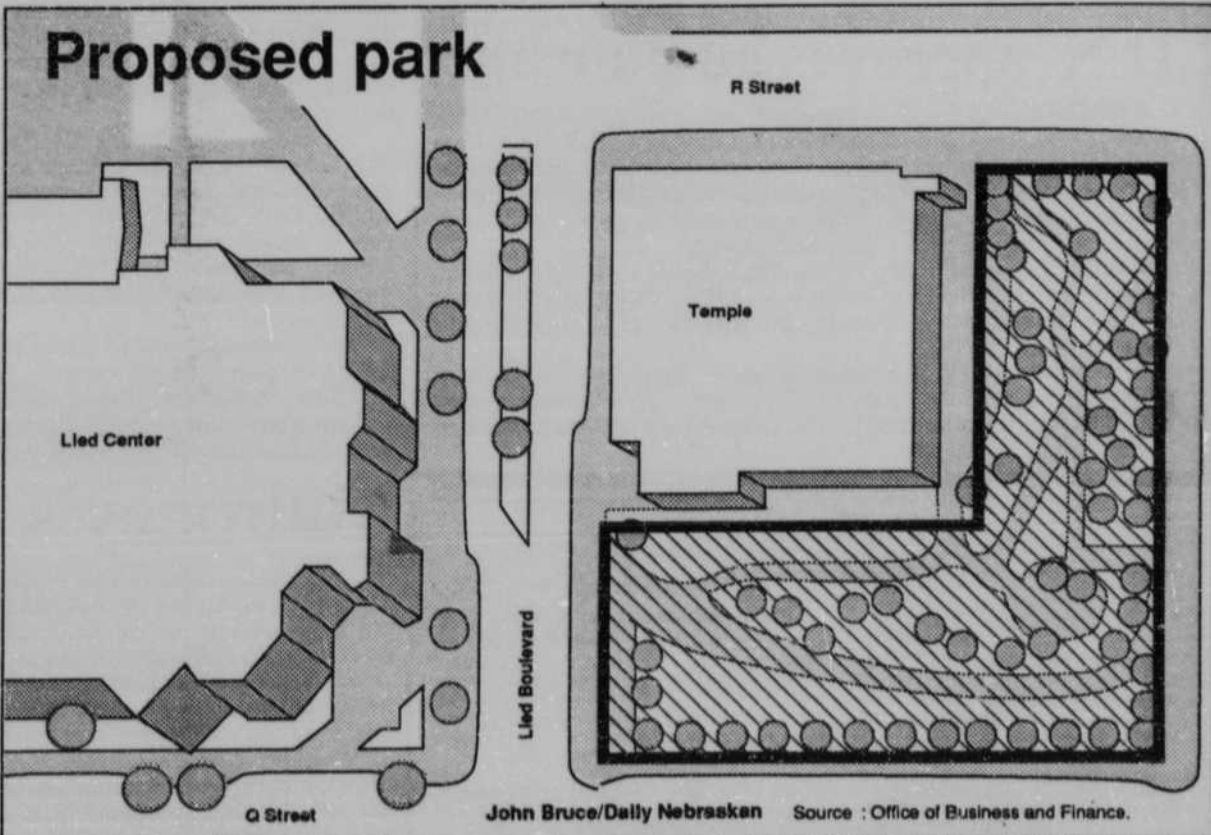 Proposed park
R Street
Temple
Lied Center
Lied Boulevard
Q Street
John Bruce/Daily Nebraskan
Source : Office of Business and Finance.